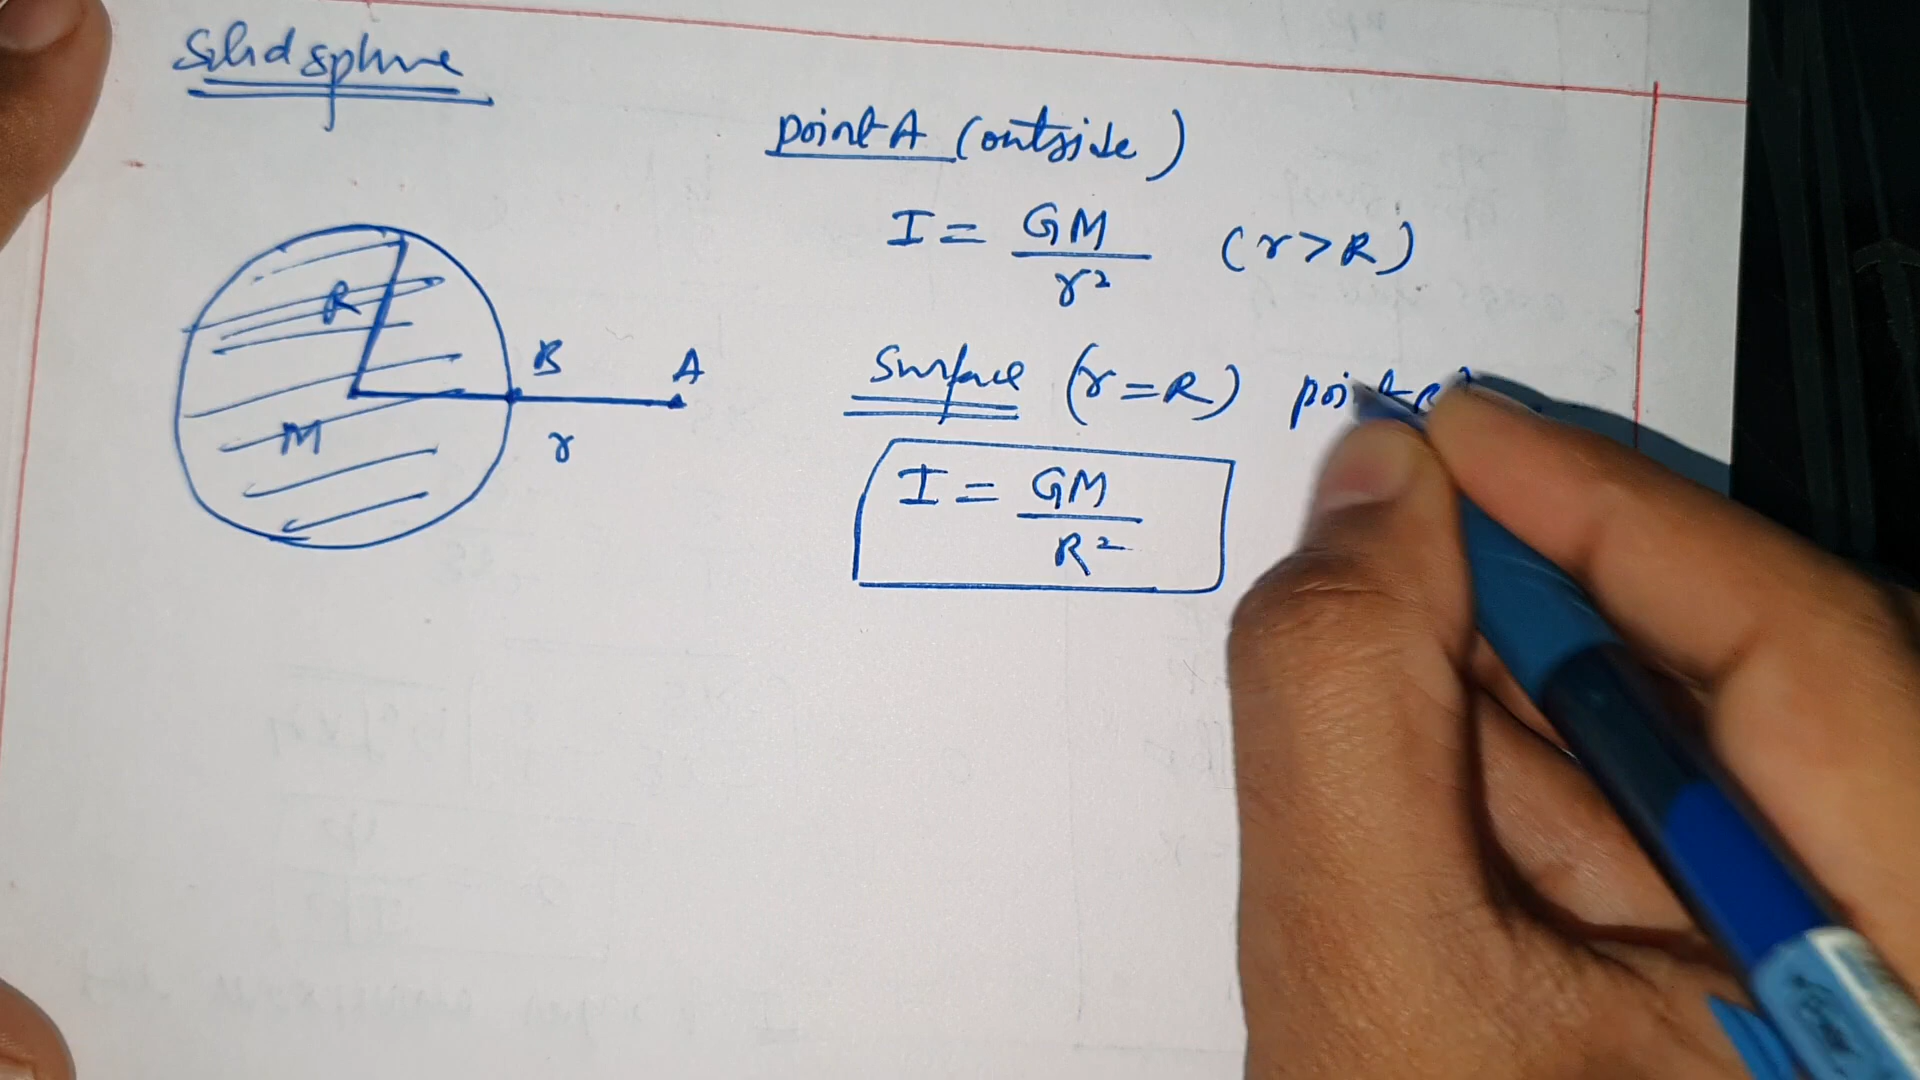 Solid sphere
point A (outside)
I = GM / r² (r > R)
R
B
A
Surface (r = R) point
M
r
I = GM / R²